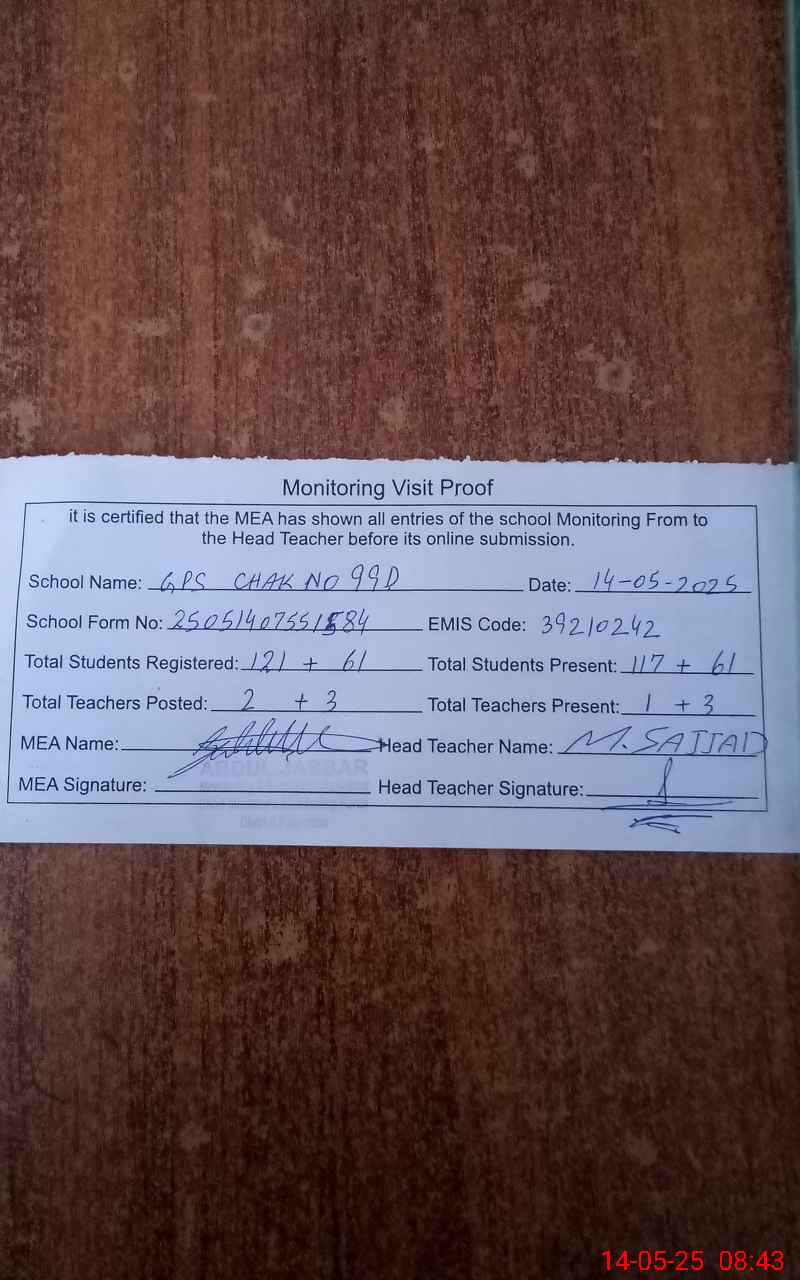 Monitoring Visit Proof
it is certified that the MEA has shown all entries of the school Monitoring From to
the Head Teacher before its online submission.
School Name: GPS CHAK NO 99D Date: 14-05-2025
School Form No: 25051407551584 EMIS Code: 39210242
Total Students Registered: 121 + 61 Total Students Present: 117 + 61
Total Teachers Posted: 2 + 3 Total Teachers Present: 1 + 3
MEA Name: Head Teacher Name: M. SAJJAD
ABDUL JABBAR
MEA Signature: Head Teacher Signature:
14-05-25 08:43